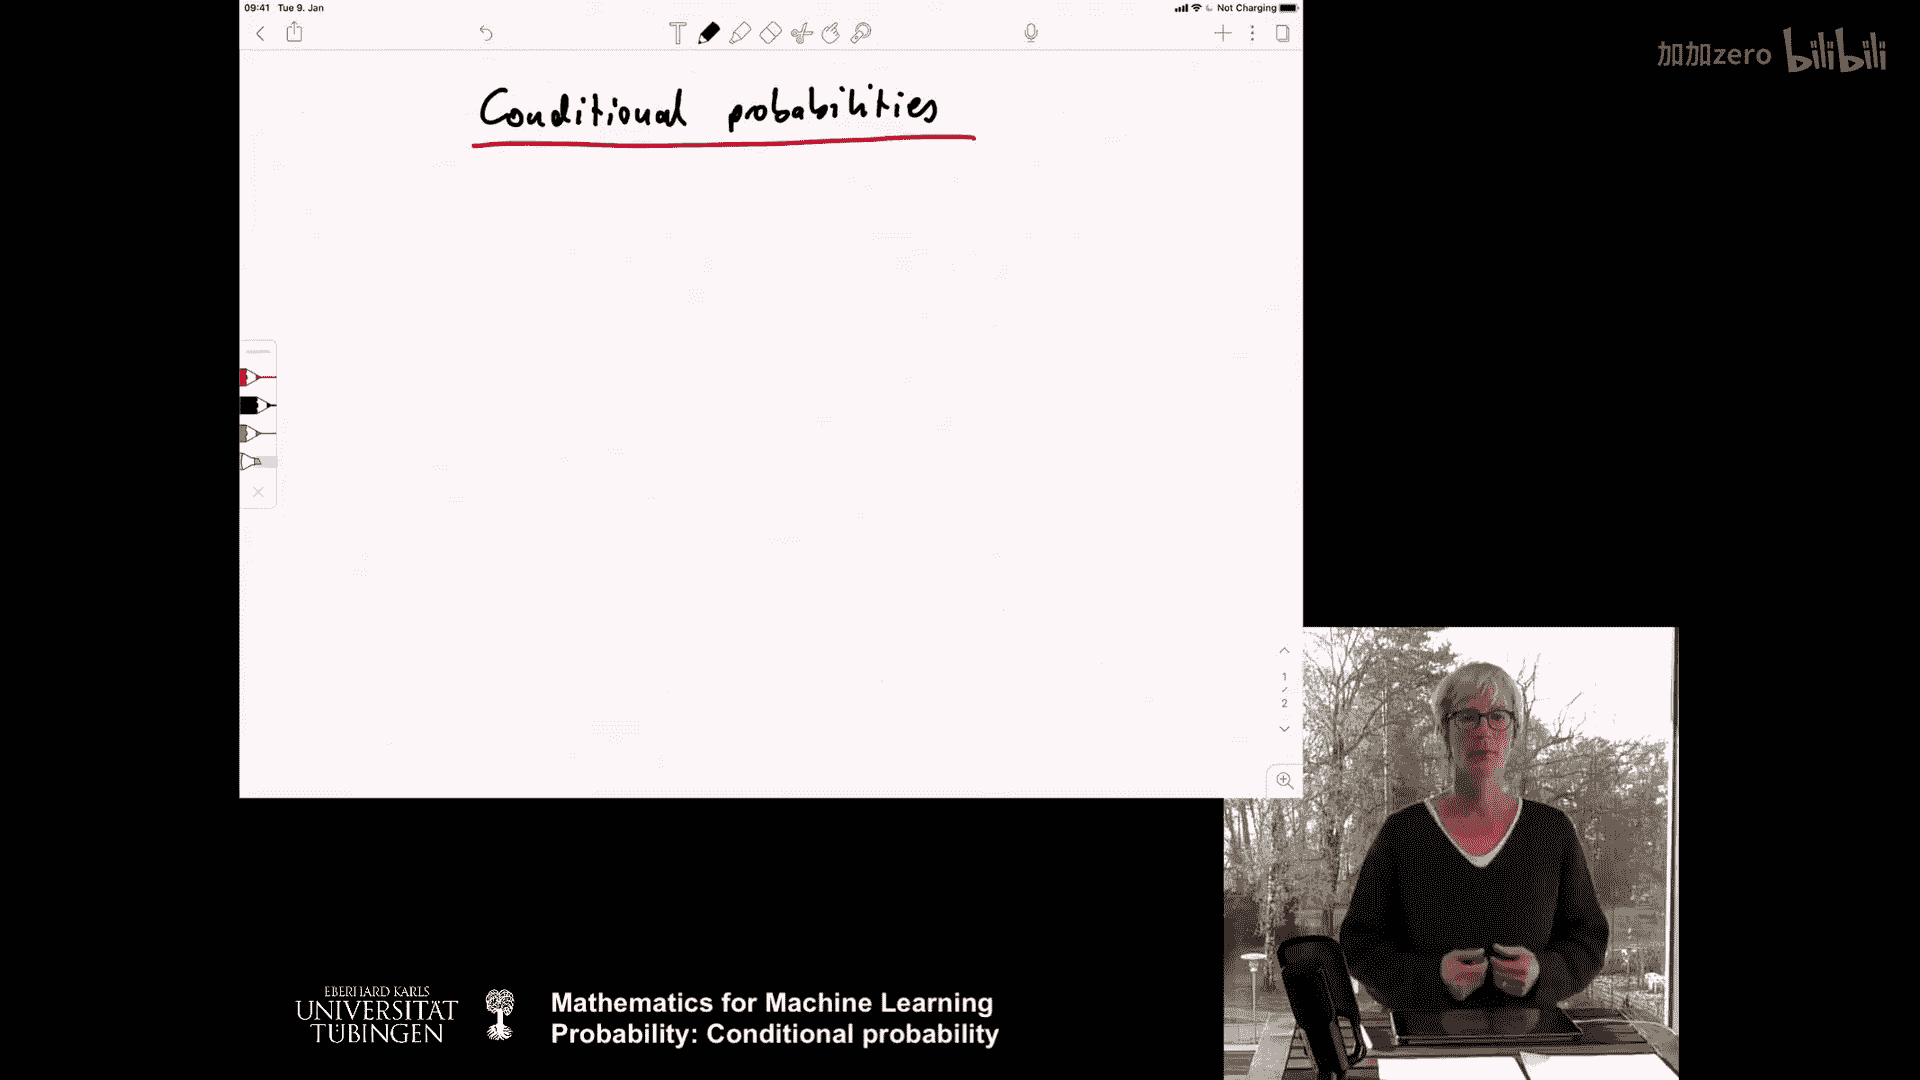 09:41 Tue 9. Jan
Not Charging
加加zero bilibili
Conditional probabilities
1
2
EBERHARD KARLS
UNIVERSITÄT
TÜBINGEN
Mathematics for Machine Learning
Probability: Conditional probability